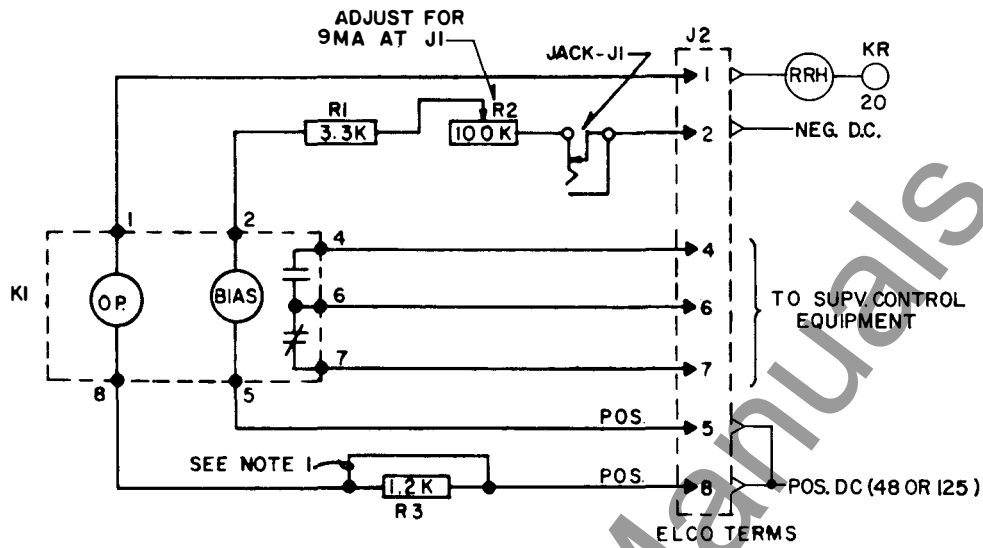 ADJUST FOR
9MA AT J1
J2
JACK-J1
KR
1
RRH
20
R1
R2
3.3K
100K
2
NEG. D.C.
1
2
4
4
K1
OP.
BIAS
6
6
TO SUPV. CONTROL
EQUIPMENT
7
7
8
5
POS.
5
SEE NOTE 1
1.2K
R3
POS.
8
POS. DC (48 OR 125)
ELCO TERMS
Manuals